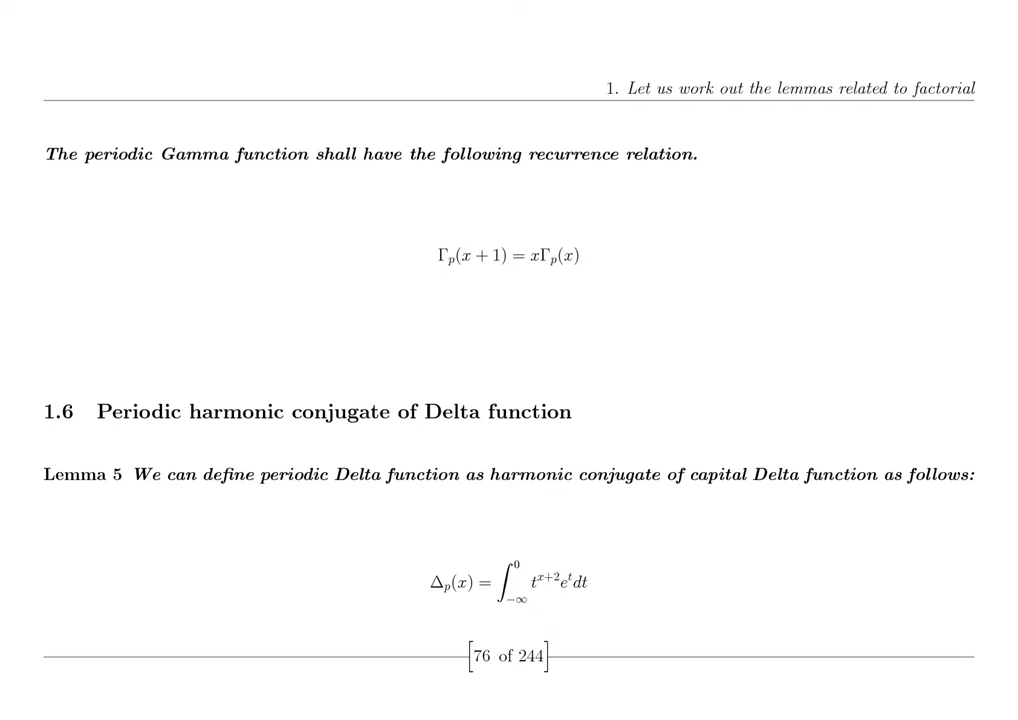 1. Let us work out the lemmas related to factorial
The periodic Gamma function shall have the following recurrence relation.
Γₚ(x + 1) = xΓₚ(x)
1.6 Periodic harmonic conjugate of Delta function
Lemma 5 We can define periodic Delta function as harmonic conjugate of capital Delta function as follows:
Δₚ(x) = ∫_{-∞}^{0} t^{x+2}e^{t}dt
[76 of 244]